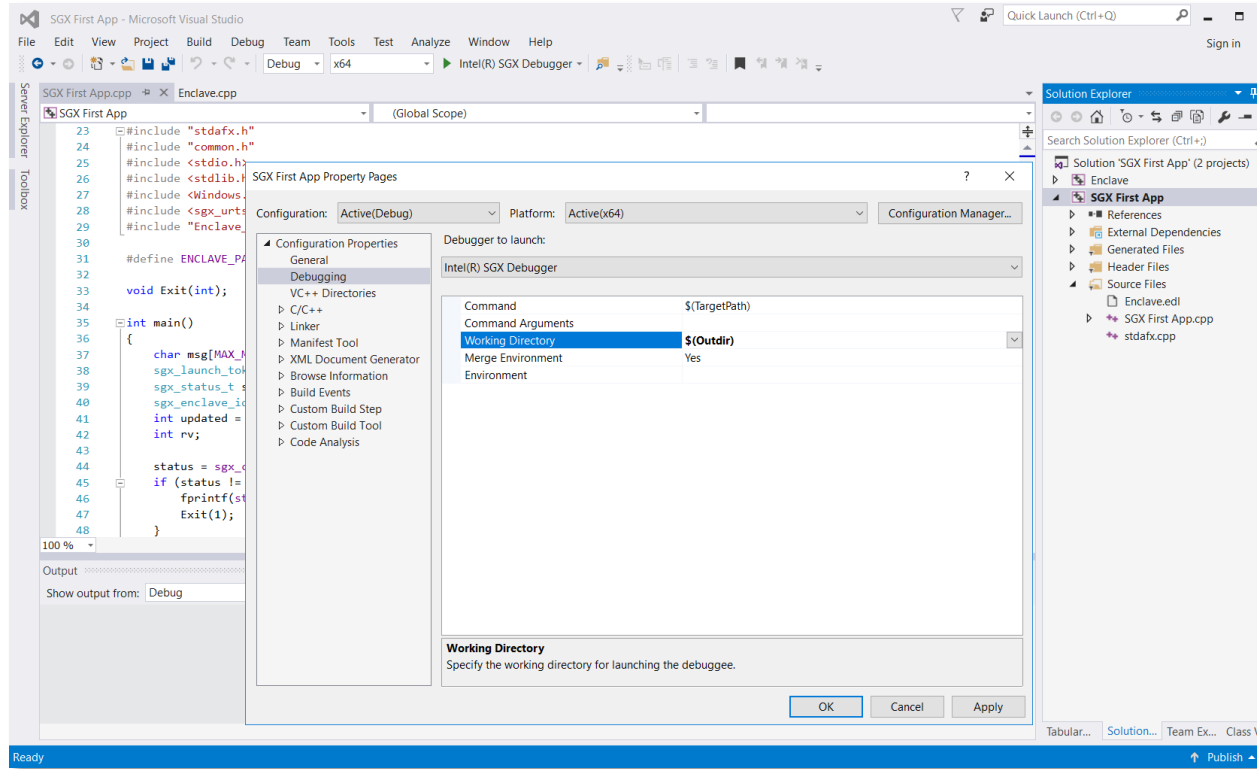 SGX First App - Microsoft Visual Studio
Quick Launch (Ctrl+Q)
File Edit View Project Build Debug Team Tools Test Analyze Window Help
Sign in
Debug x64 Intel(R) SGX Debugger
Server Explorer
Toolbox
SGX First App.cpp Enclave.cpp
SGX First App (Global Scope)
23 #include "stdafx.h"
24 #include "common.h"
25 #include <stdio.h>
26 #include <stdlib.h
27 #include <Windows.
28 #include <sgx_urts
29 #include "Enclave_
30
31 #define ENCLAVE_PA
32
33 void Exit(int);
34
35 int main()
36 {
37 char msg[MAX_M
38 sgx_launch_tok
39 sgx_status_t s
40 sgx_enclave_id
41 int updated =
42 int rv;
43
44 status = sgx_c
45 if (status !=
46 fprintf(st
47 Exit(1);
48 }
100 %
Output
Show output from: Debug
SGX First App Property Pages
? ×
Configuration: Active(Debug) Platform: Active(x64) Configuration Manager...
Configuration Properties
General
Debugging
VC++ Directories
C/C++
Linker
Manifest Tool
XML Document Generator
Browse Information
Build Events
Custom Build Step
Custom Build Tool
Code Analysis
Debugger to launch:
Intel(R) SGX Debugger
Command $(TargetPath)
Command Arguments
Working Directory $(Outdir)
Merge Environment Yes
Environment
Working Directory
Specify the working directory for launching the debuggee.
OK Cancel Apply
Solution Explorer
Search Solution Explorer (Ctrl+;)
Solution 'SGX First App' (2 projects)
Enclave
SGX First App
References
External Dependencies
Generated Files
Header Files
Source Files
Enclave.edl
SGX First App.cpp
stdafx.cpp
Tabular... Solution... Team Ex... Class
Ready
Publish